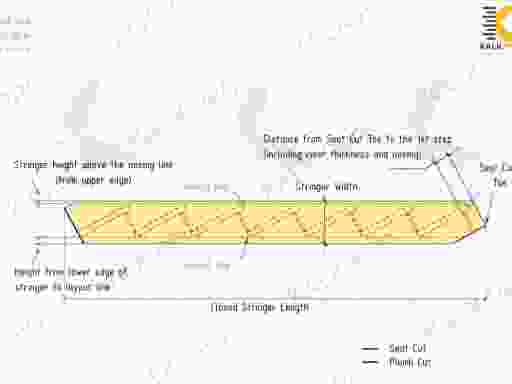 KALK
Distance from Seat Cut Toe to the 1st step
(including riser thickness and nosing)
Stringer height above the nosing line
(from upper edge)
Seat Cu
Toe
Stringer width
Height from lower edge of
stringer to layout line
Closed Stringer Length
Seat Cut
Plumb Cut